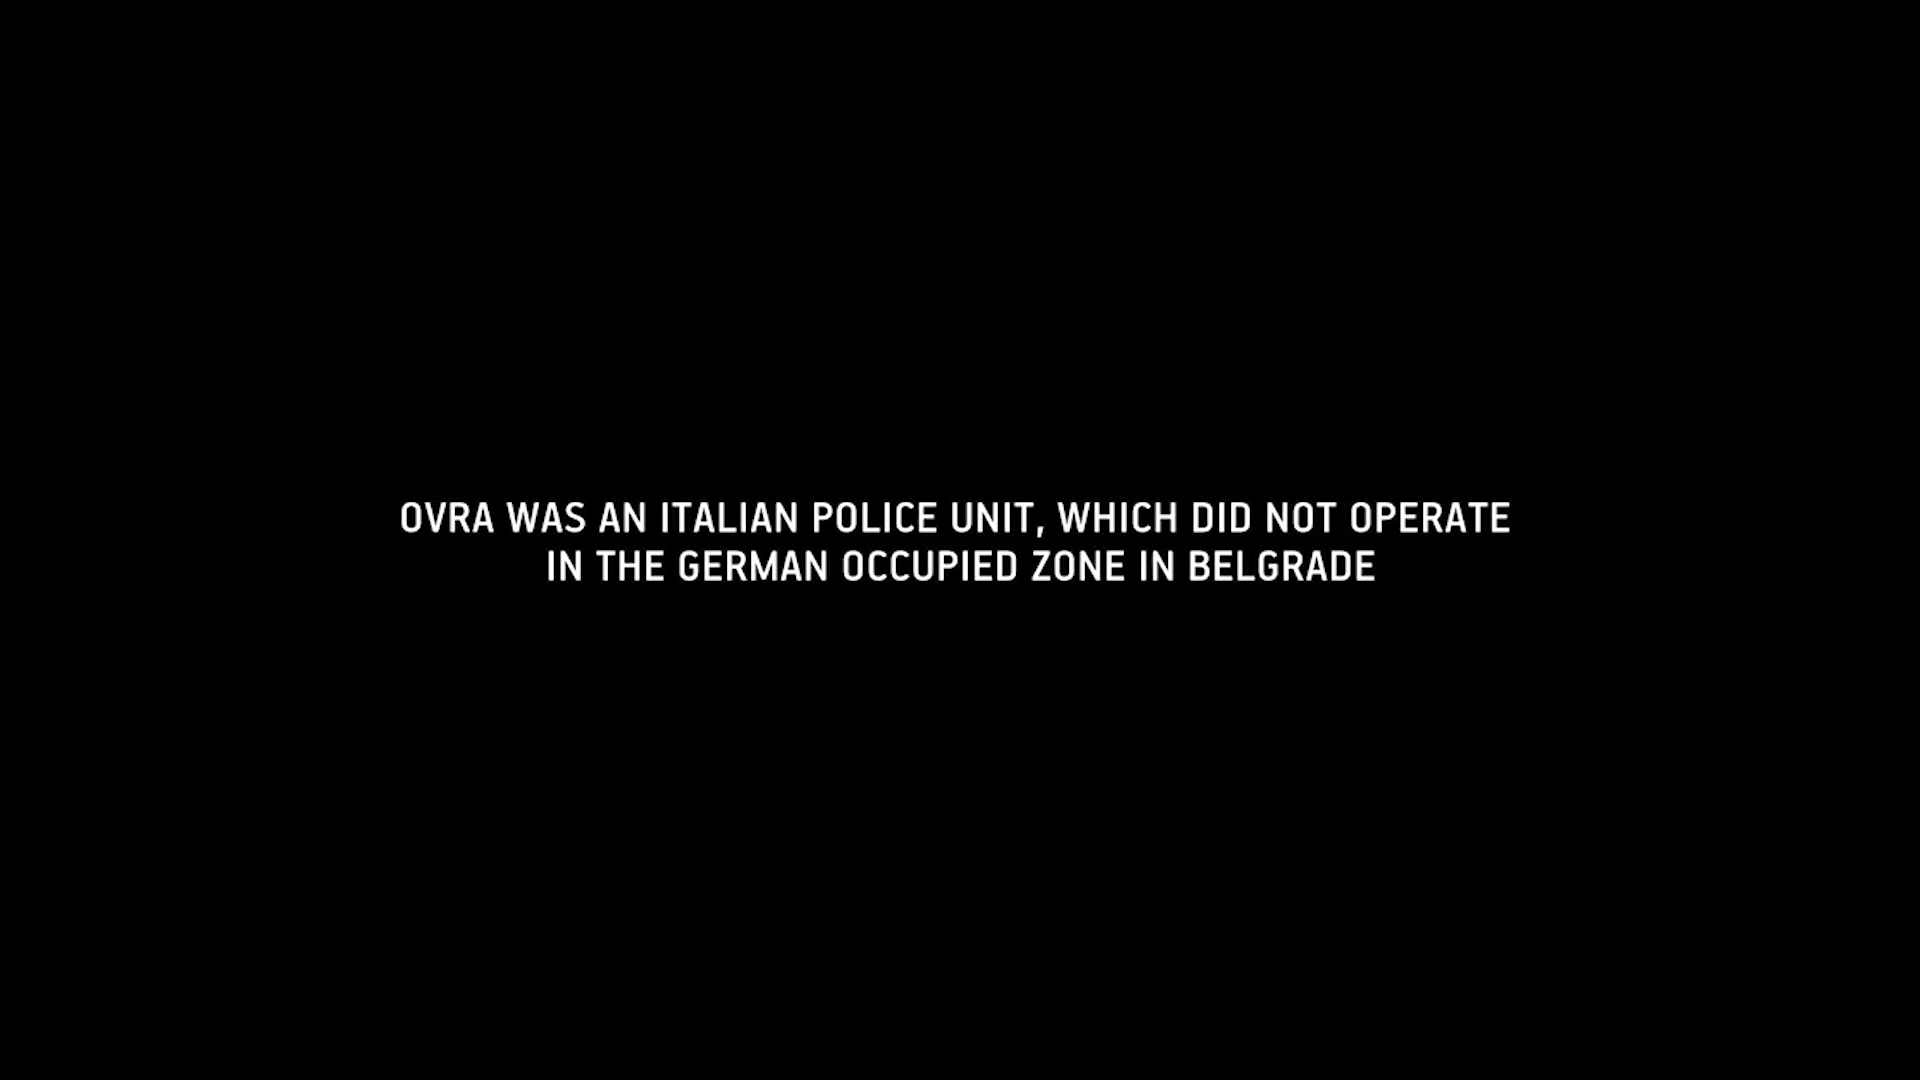 OVRA WAS AN ITALIAN POLICE UNIT, WHICH DID NOT OPERATE
IN THE GERMAN OCCUPIED ZONE IN BELGRADE